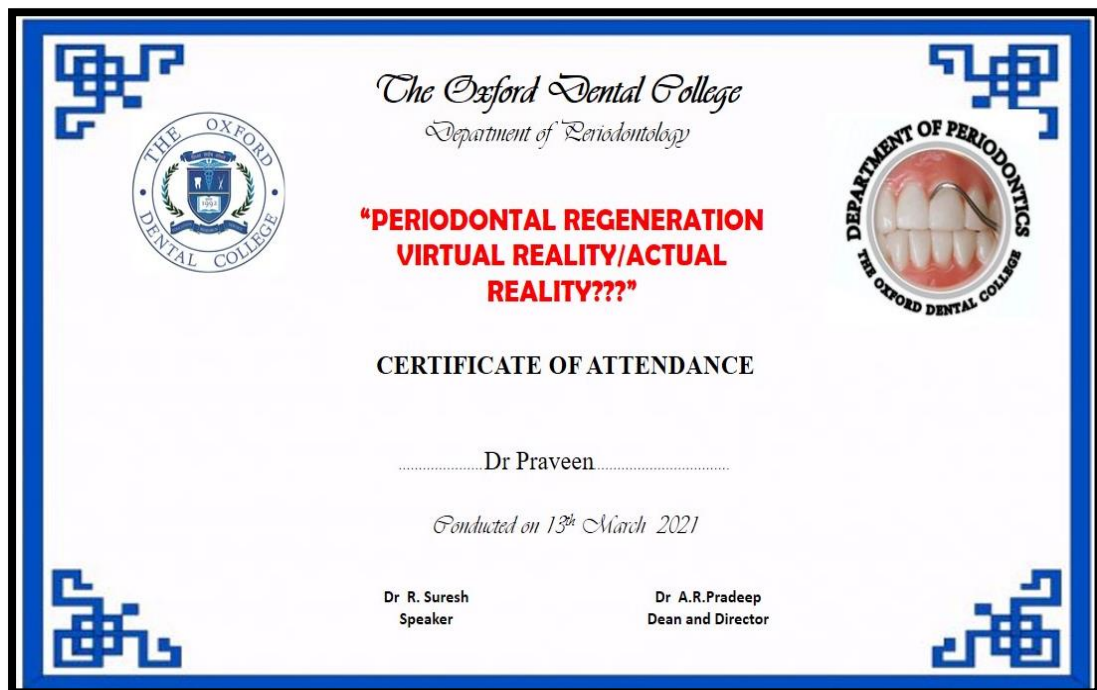 The Oxford Dental College
Department of Periodontology
THE OXFORD DENTAL COLLEGE
1992
DEPARTMENT OF PERIODONTICS
THE OXFORD DENTAL COLLEGE
“PERIODONTAL REGENERATION
VIRTUAL REALITY/ACTUAL
REALITY???”
CERTIFICATE OF ATTENDANCE
......................Dr Praveen...................................
Conducted on 13th March 2021
Dr R. Suresh
Speaker
Dr A.R.Pradeep
Dean and Director